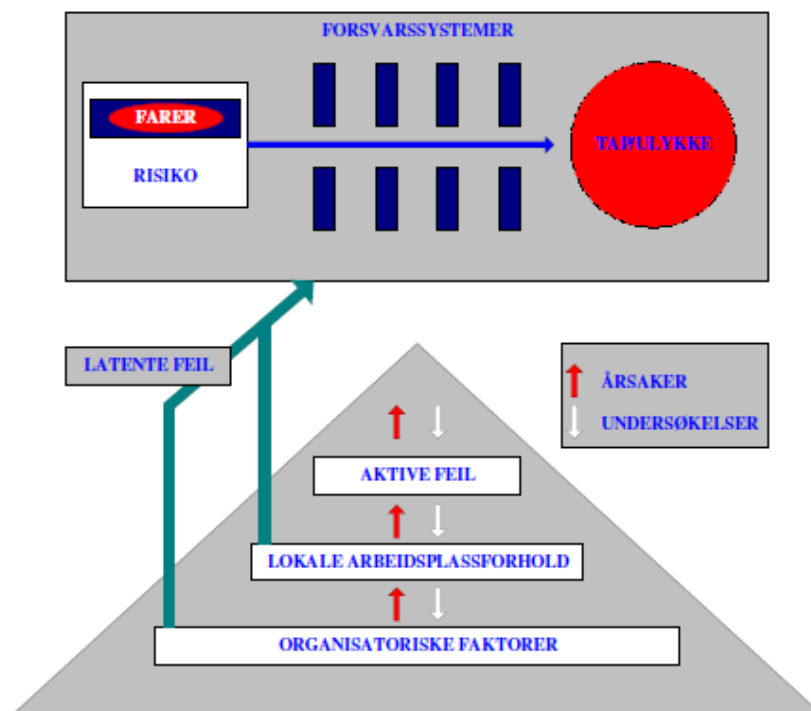 FORSVARSSYSTEMER
FARER
RISIKO
TAP/ULYKKE
LATENTE FEIL
ÅRSAKER
UNDERSØKELSER
AKTIVE FEIL
LOKALE ARBEIDSPLASSFORHOLD
ORGANISATORISKE FAKTORER